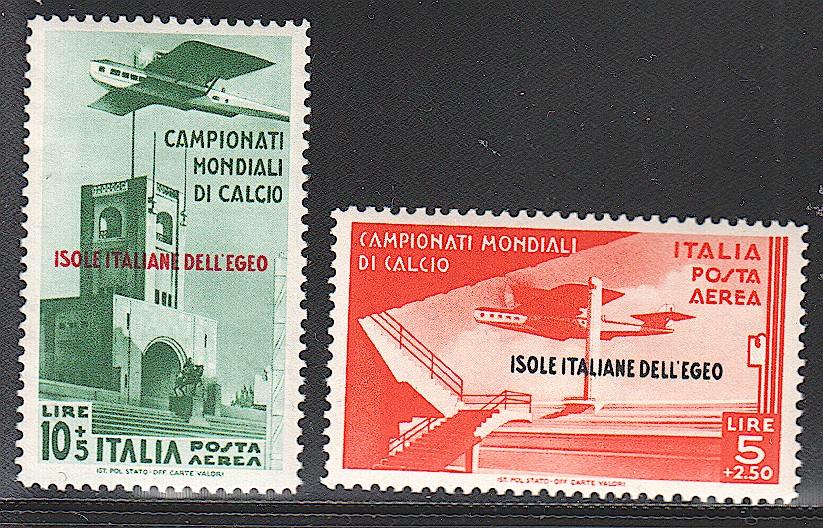 CAMPIONATI
MONDIALI
DI CALCIO
ISOLE ITALIANE DELL'EGEO
LIRE
10+5
ITALIA
POSTA
AEREA
IST. POL. STATO - OFF. CARTE VALORI
CAMPIONATI MONDIALI
DI CALCIO
ITALIA
POSTA
AEREA
ISOLE ITALIANE DELL'EGEO
LIRE
5
+2.50
IST. POL. STATO - OFF. CARTE VALORI